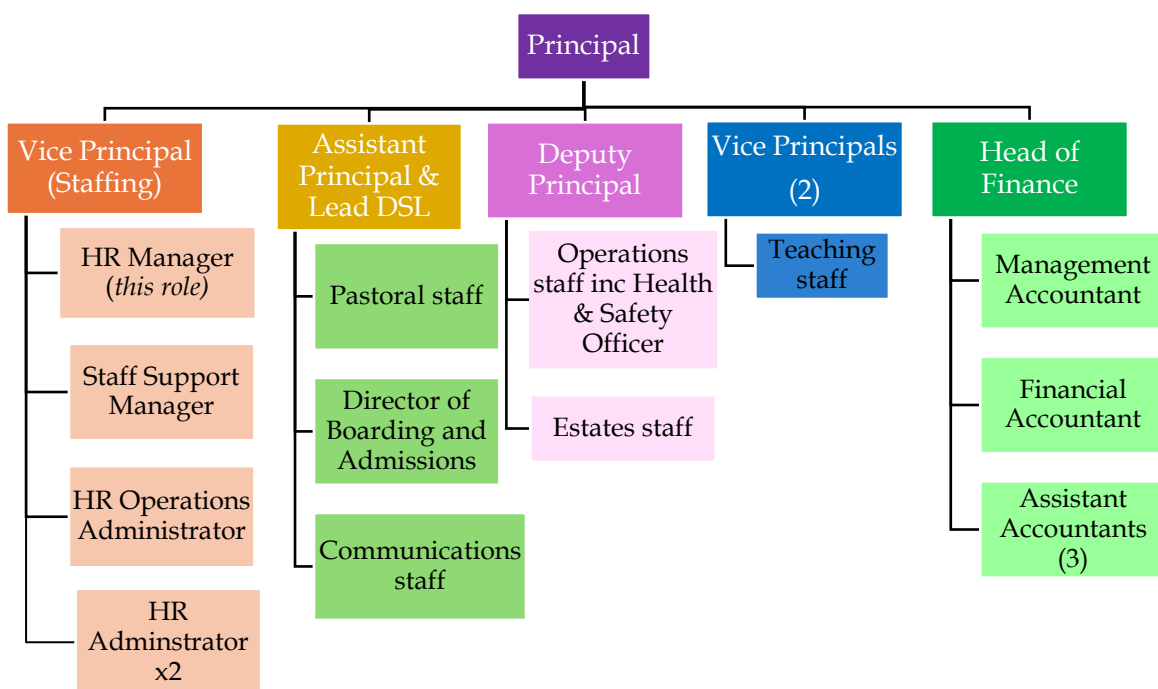 Principal
Vice Principal
(Staffing)
HR Manager
(this role)
Staff Support
Manager
HR Operations
Administrator
HR
Adminstrator
x2
Assistant
Principal &
Lead DSL
Pastoral staff
Director of
Boarding and
Admissions
Communications
staff
Deputy
Principal
Operations
staff inc Health
& Safety
Officer
Estates staff
Vice Principals
(2)
Teaching
staff
Head of
Finance
Management
Accountant
Financial
Accountant
Assistant
Accountants
(3)